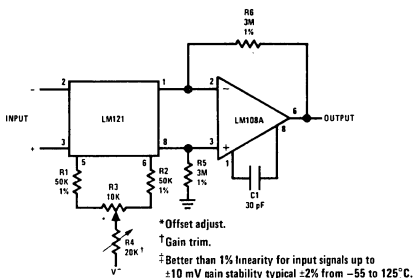 R6
3M
1%
2
1
2
6
INPUT
LM121
LM108A
OUTPUT
3
5
6
8
3
1
8
R1
50K
1%
R3
10K
*
R2
50K
1%
R5
3M
1%
C1
30 pF
R4
20K †
V−
*Offset adjust.
†Gain trim.
‡Better than 1% linearity for input signals up to
±10 mV gain stability typical ±2% from −55 to 125°C.